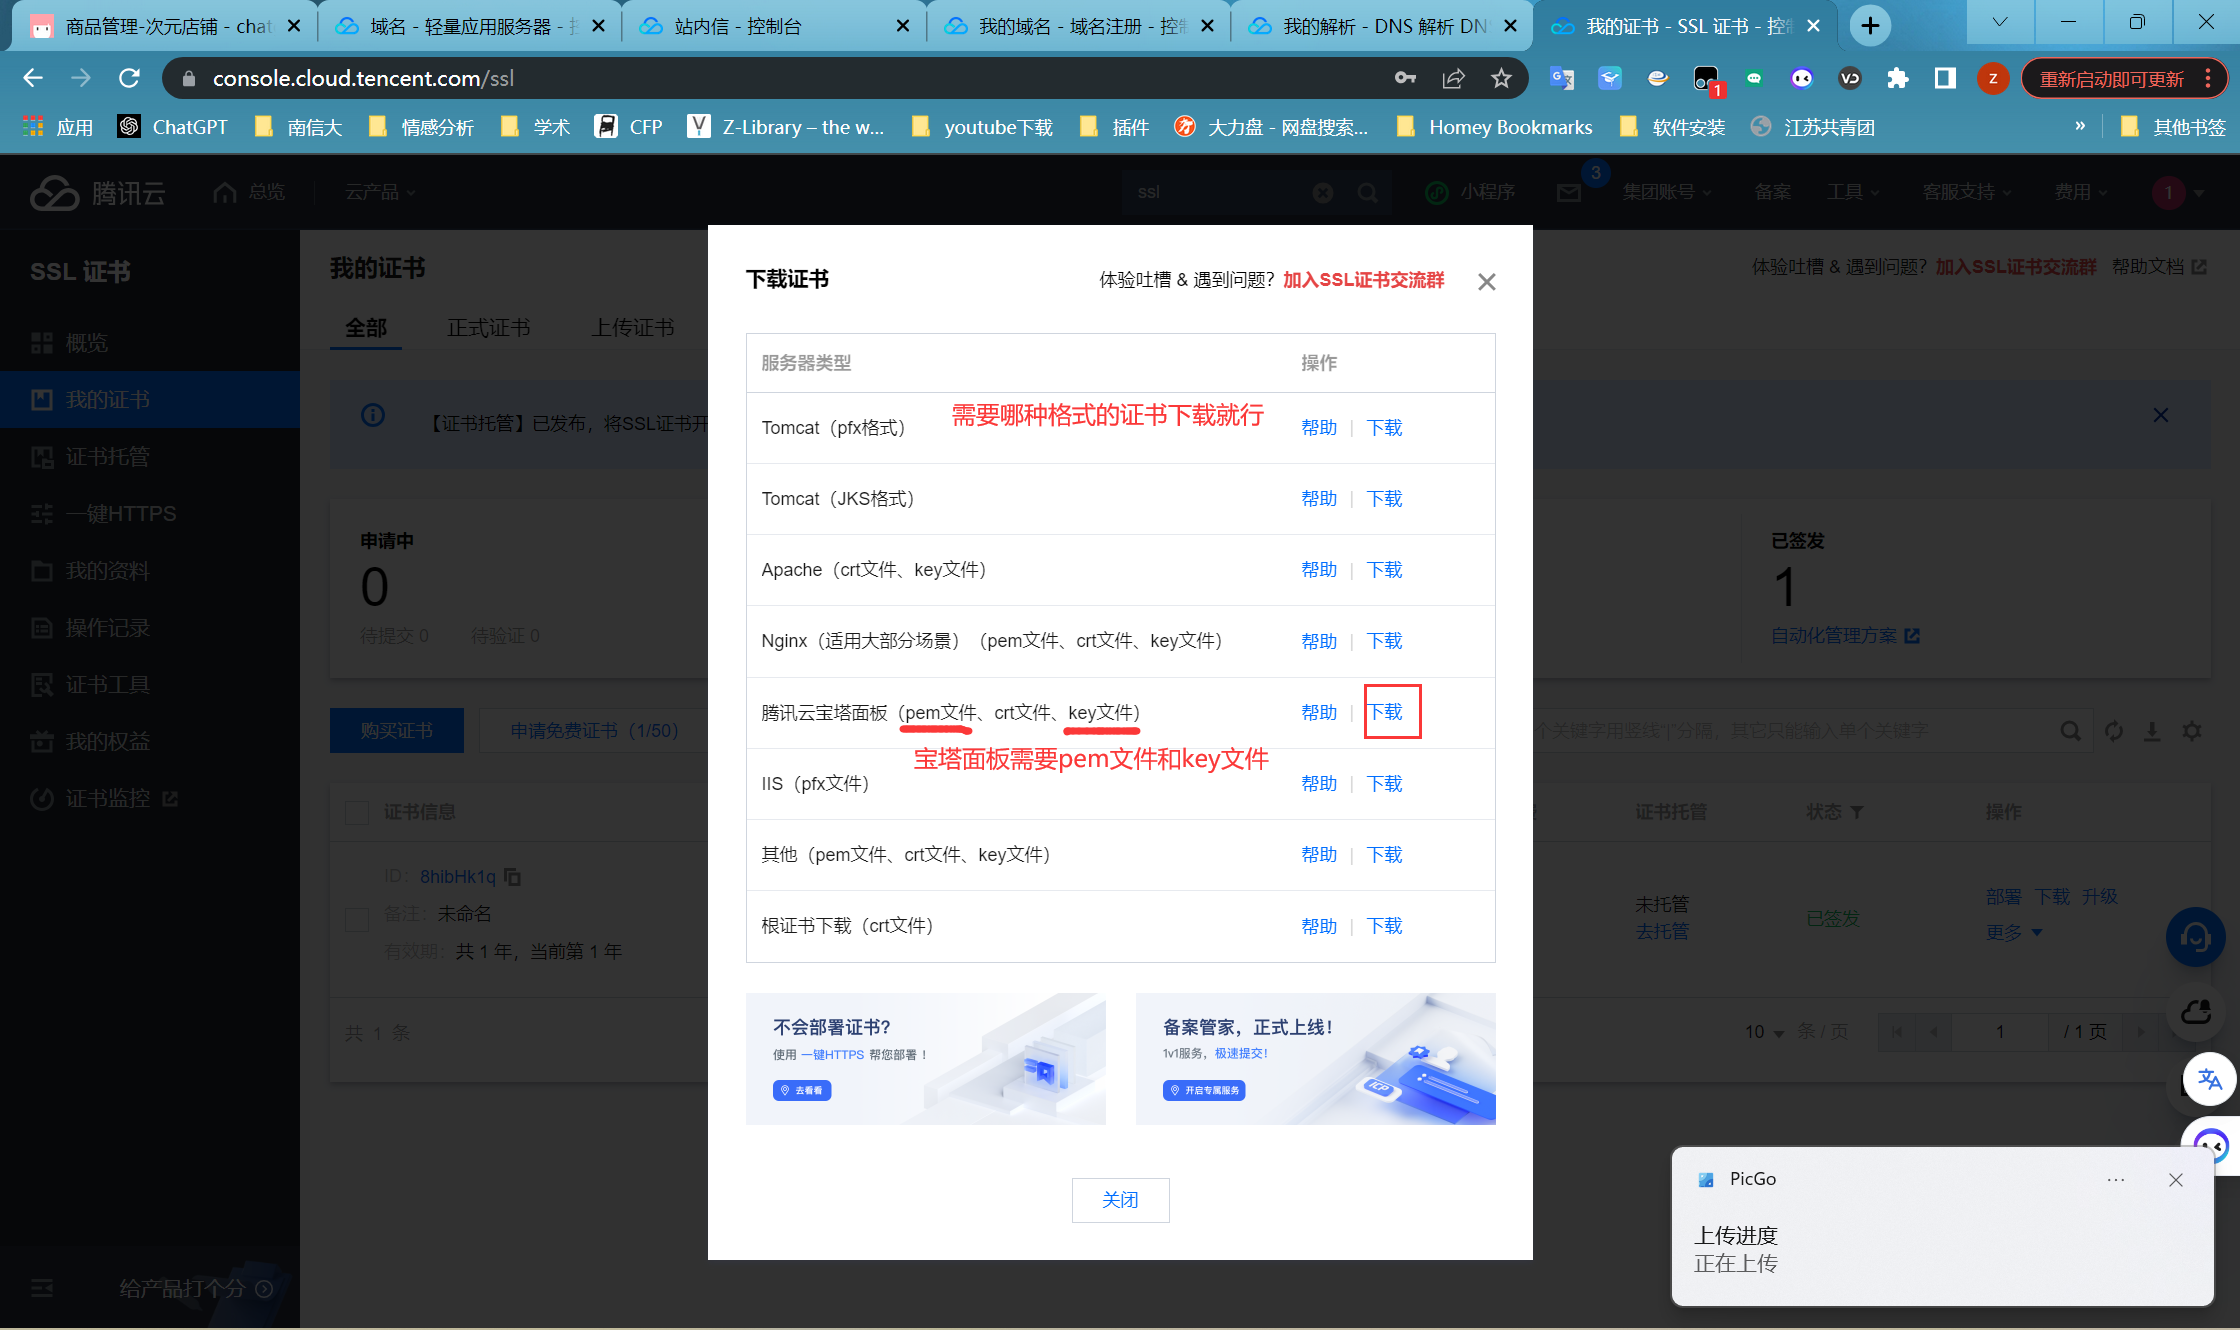 商品管理-次元店铺 - chat
域名 - 轻量应用服务器 - 控
站内信 - 控制台
我的域名 - 域名注册 - 控制
我的解析 - DNS 解析 DN
我的证书 - SSL 证书 - 控
console.cloud.tencent.com/ssl
1
VD
Z
重新启动即可更新
应用
ChatGPT
南信大
情感分析
学术
CFP
Z-Library – the w...
youtube下载
插件
大力盘 - 网盘搜索...
Homey Bookmarks
软件安装
江苏共青团
»
其他书签
腾讯云
总览
云产品
ssl
小程序
3
集团账号
备案
工具
客服支持
费用
1
SSL 证书
概览
我的证书
证书托管
一键HTTPS
我的资料
操作记录
证书工具
我的权益
证书监控
给产品打个分
我的证书
体验吐槽 & 遇到问题? 加入SSL证书交流群 帮助文档
全部
正式证书
上传证书
【证书托管】已发布，将SSL证书开
申请中
0
待提交 0
待验证 0
已签发
1
自动化管理方案
购买证书
申请免费证书（1/50）
个关键字用竖线“|”分隔，其它只能输入单个关键字
证书信息
证书托管
状态
操作
ID： 8hibHk1q
备注： 未命名
有效期： 共 1 年，当前第 1 年
未托管
去托管
已签发
部署 下载 升级
更多
共 1 条
10 条 / 页
1
/ 1 页
下载证书
体验吐槽 & 遇到问题? 加入SSL证书交流群
服务器类型 操作
需要哪种格式的证书下载就行
Tomcat（pfx格式） 帮助 | 下载
Tomcat（JKS格式） 帮助 | 下载
Apache（crt文件、key文件） 帮助 | 下载
Nginx（适用大部分场景）（pem文件、crt文件、key文件） 帮助 | 下载
腾讯云宝塔面板（pem文件、crt文件、key文件） 帮助 | 下载
宝塔面板需要pem文件和key文件
IIS（pfx文件） 帮助 | 下载
其他（pem文件、crt文件、key文件） 帮助 | 下载
根证书下载（crt文件） 帮助 | 下载
不会部署证书?
使用 一键HTTPS 帮您部署！
去看看
备案管家，正式上线！
1v1服务，极速提交！
开启专属服务
ICP
关闭
PicGo
上传进度
正在上传